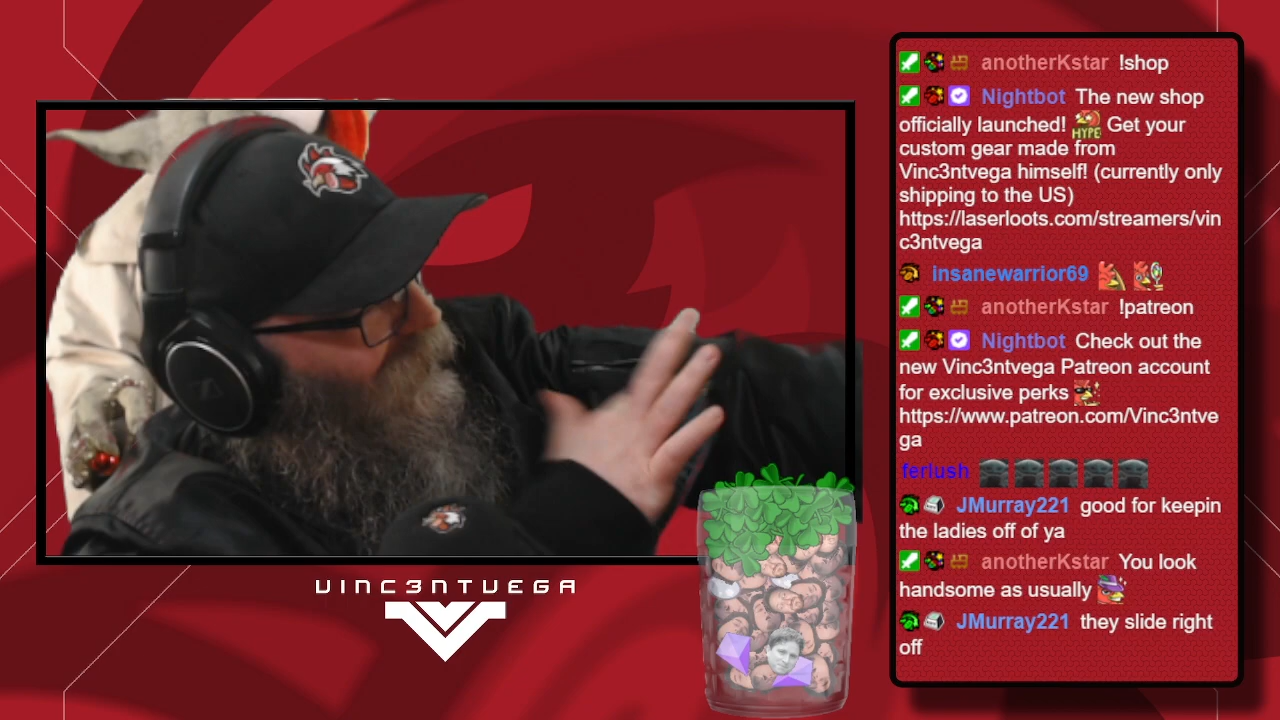 anotherKstar !shop
Nightbot The new shop
officially launched! HYPE Get your
custom gear made from
Vinc3ntvega himself! (currently only
shipping to the US)
https://laserloots.com/streamers/vin
c3ntvega
insanewarrior69
anotherKstar !patreon
Nightbot Check out the
new Vinc3ntvega Patreon account
for exclusive perks
https://www.patreon.com/Vinc3ntve
ga
ferlush
JMurray221 good for keepin
the ladies off of ya
anotherKstar You look
handsome as usually
JMurray221 they slide right
off
VINC3NTVEGA